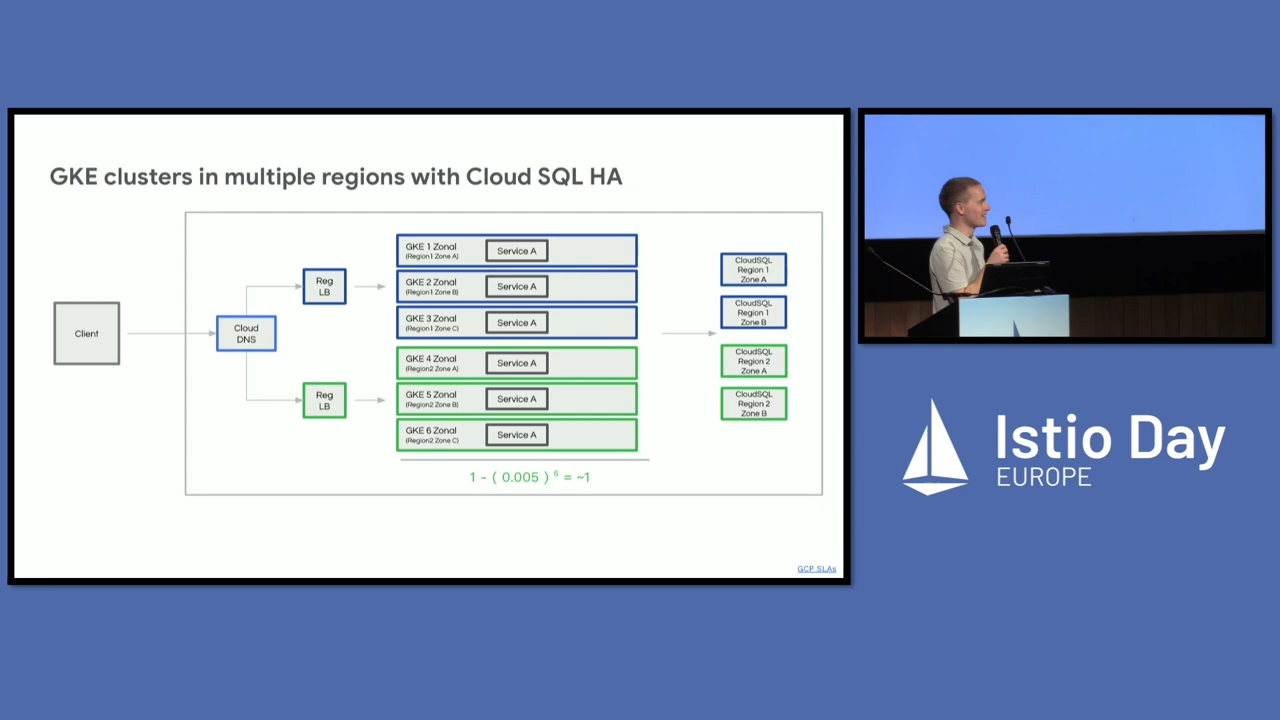 GKE clusters in multiple regions with Cloud SQL HA
Client
Cloud
DNS
Reg
LB
Reg
LB
GKE 1 Zonal
(Region1 Zone A)
Service A
GKE 2 Zonal
(Region1 Zone B)
Service A
GKE 3 Zonal
(Region1 Zone C)
Service A
GKE 4 Zonal
(Region2 Zone A)
Service A
GKE 5 Zonal
(Region2 Zone B)
Service A
GKE 6 Zonal
(Region2 Zone C)
Service A
1 - ( 0.005 ) ⁶ = ~1
CloudSQL
Region 1
Zone A
CloudSQL
Region 1
Zone B
CloudSQL
Region 2
Zone A
CloudSQL
Region 2
Zone B
GCP SLAs
Istio Day
EUROPE